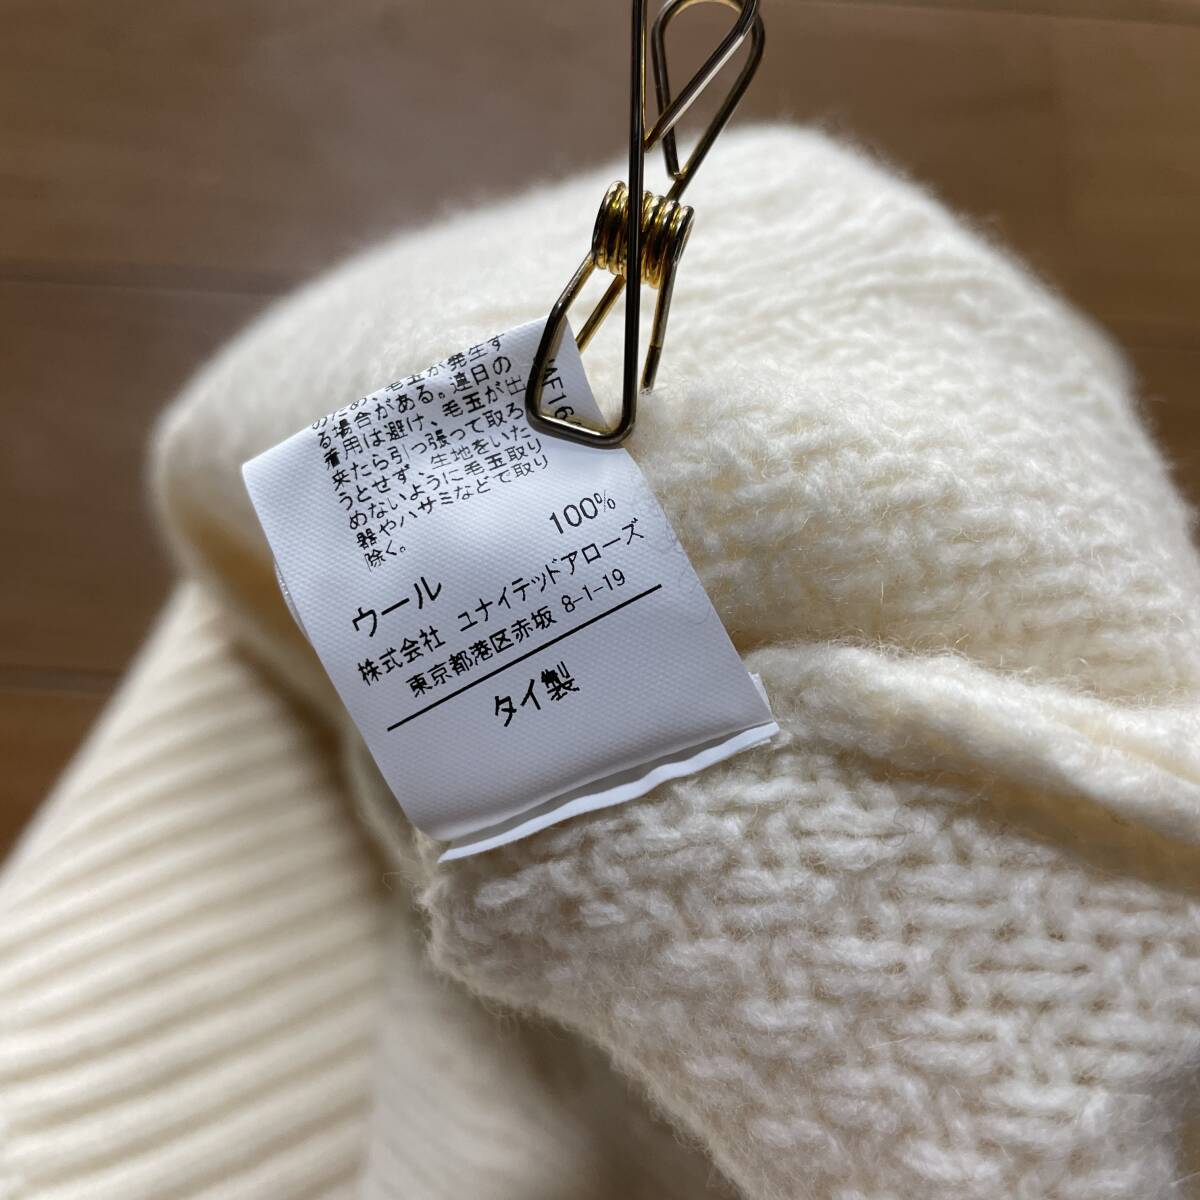 のため、毛玉が発生す
る場合がある。連日の
着用は避け、毛玉が出
来たら引っ張って取ろ
うとせず、生地をいた
めないように毛玉取り
器やハサミなどで取り
除く。
ウール 100%
株式会社 ユナイテッドアローズ
東京都港区赤坂 8-1-19
タイ製